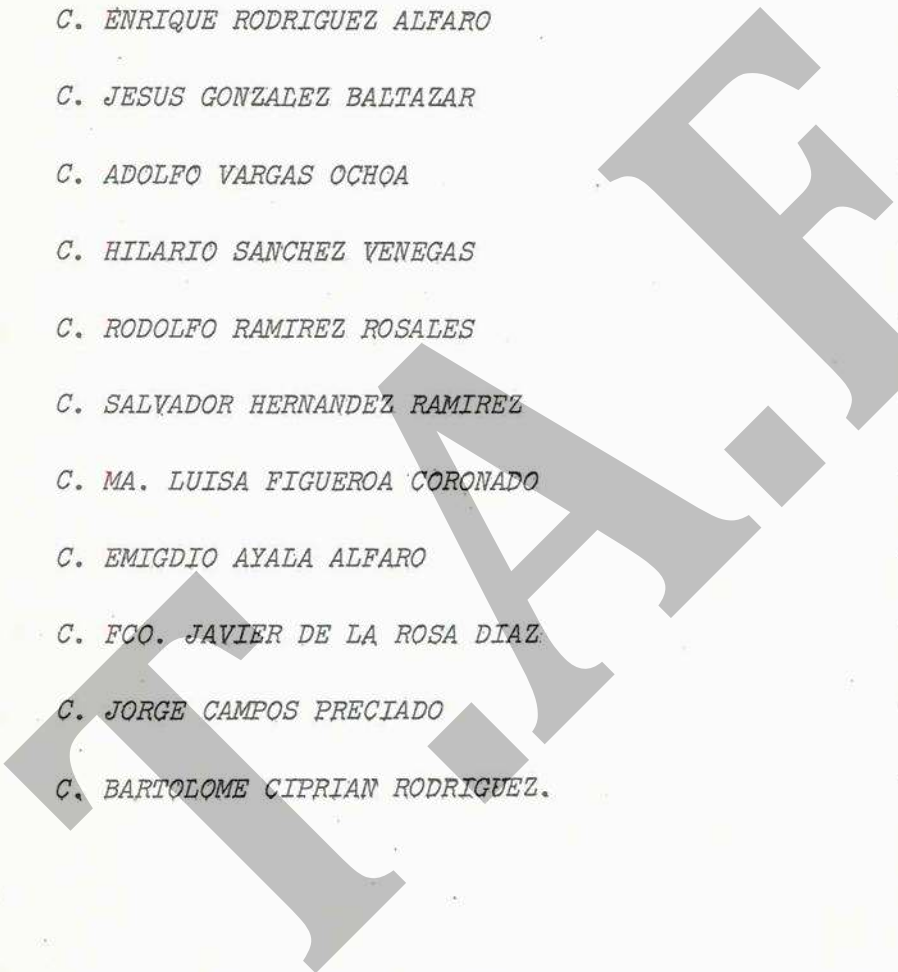 C. ENRIQUE RODRIGUEZ ALFARO
C. JESUS GONZALEZ BALTAZAR
C. ADOLFO VARGAS OCHOA
C. HILARIO SANCHEZ VENEGAS
C. RODOLFO RAMIREZ ROSALES
C. SALVADOR HERNANDEZ RAMIREZ
C. MA. LUISA FIGUEROA CORONADO
C. EMIGDIO AYALA ALFARO
C. FCO. JAVIER DE LA ROSA DIAZ
C. JORGE CAMPOS PRECIADO
C. BARTOLOME CIPRIAN RODRIGUEZ.
T.A.F